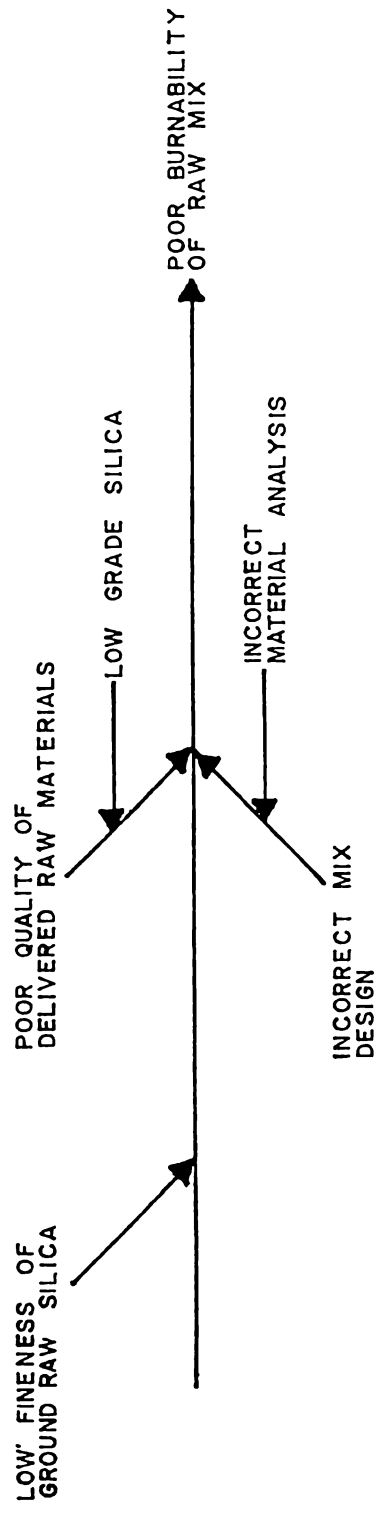 LOW' FINENESS OF
GROUND RAW SILICA
POOR QUALITY OF
DELIVERED RAW MATERIALS
LOW GRADE SILICA
POOR BURNABILITY
OF RAW MIX
INCORRECT MIX
DESIGN
INCORRECT
MATERIAL ANALYSIS